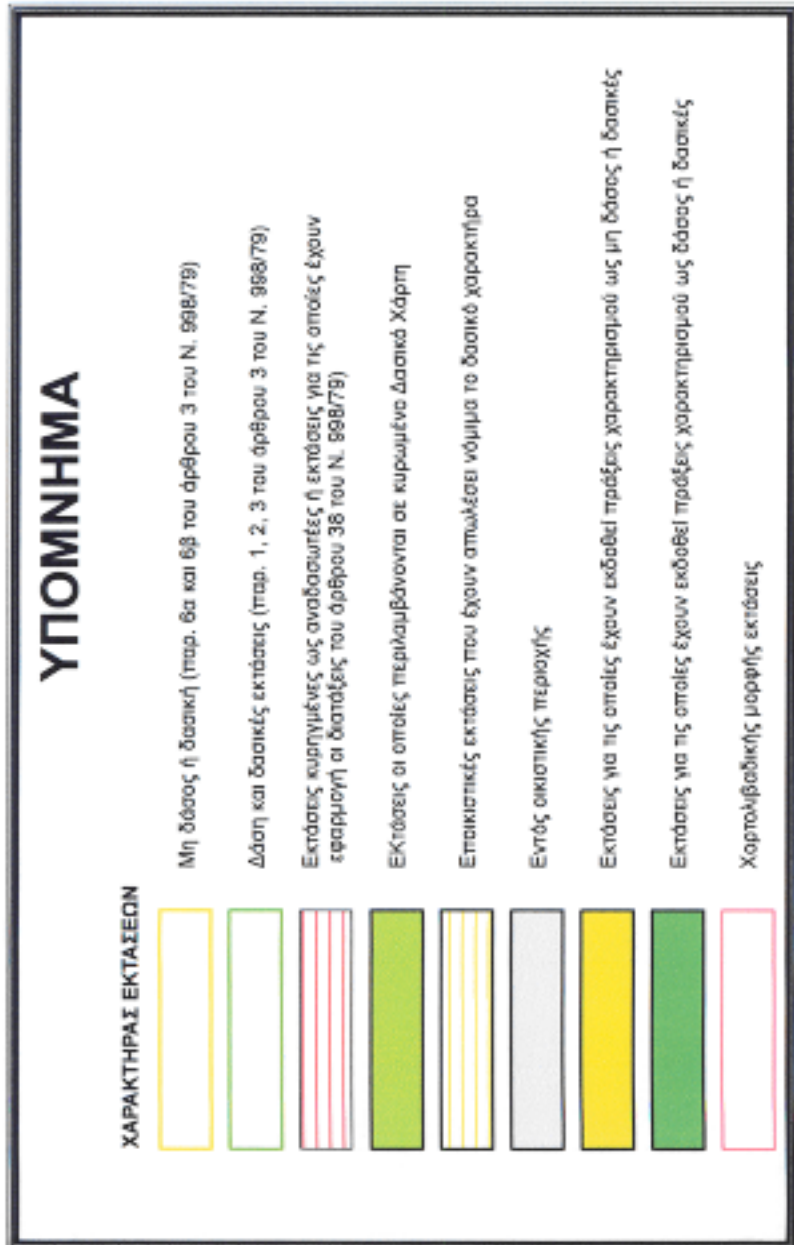 ΥΠΟΜΝΗΜΑ
ΧΑΡΑΚΤΗΡΑΣ ΕΚΤΑΣΕΩΝ
Μη δάσος ή δασική (παρ. 6α και 6β του άρθρου 3 του Ν. 998/79)
Δάση και δασικές εκτάσεις (παρ. 1, 2, 3 του άρθρου 3 του Ν. 998/79)
Εκτάσεις κυρηγμένες ως αναδασωτέες ή εκτάσεις για τις οποίες έχουν
εφαρμογή οι διατάξεις του άρθρου 38 του Ν. 998/79)
ΕΚτάσεις οι οποίες περιλαμβάνονται σε κυρωμένο Δασικό Χάρτη
Εποικιστικές εκτάσεις που έχουν απωλέσει νόμιμα το δασικό χαρακτήρα
Εντός οικιστικής περιοχής
Εκτάσεις για τις οποίες έχουν εκδοθεί πράξεις χαρακτηρισμού ως μη δάσος ή δασικές
Εκτάσεις για τις οποίες έχουν εκδοθεί πράξεις χαρακτηρισμού ως δάσος ή δασικές
Χορτολιβαδικής μορφής εκτάσεις